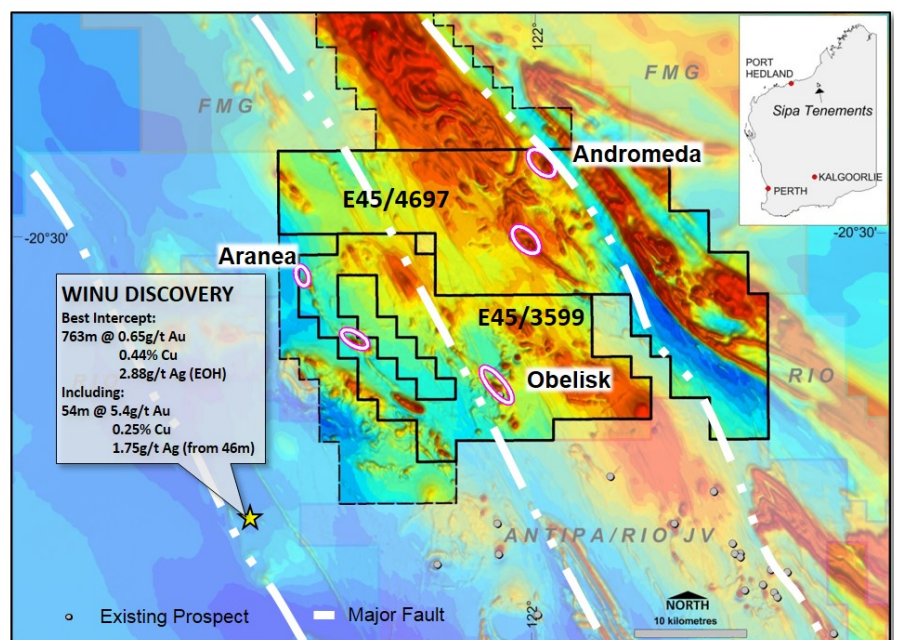 122°
FMG
FMG
PORT
HEDLAND
Sipa Tenements
KALGOORLIE
PERTH
Andromeda
E45/4697
-20°30'
-20°30'
Aranea
WINU DISCOVERY
Best Intercept:
763m @ 0.65g/t Au
0.44% Cu
2.88g/t Ag (EOH)
Including:
54m @ 5.4g/t Au
0.25% Cu
1.75g/t Ag (from 46m)
E45/3599
Obelisk
RIO
ANTIPA/RIO JV
Existing Prospect
Major Fault
122°
NORTH
10 kilometres